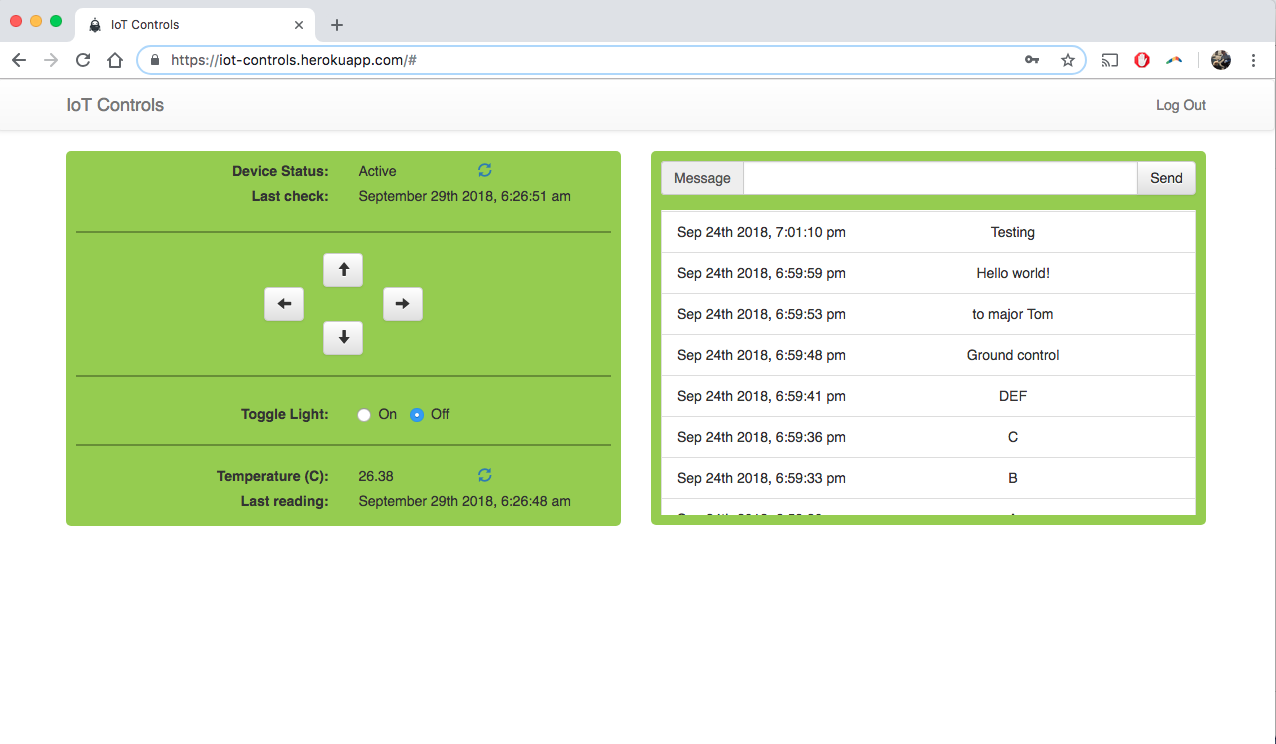 IoT Controls
https://iot-controls.herokuapp.com/#
IoT Controls
Log Out
Device Status: Active
Last check: September 29th 2018, 6:26:51 am
Toggle Light: On Off
Temperature (C): 26.38
Last reading: September 29th 2018, 6:26:48 am
Message
Send
Sep 24th 2018, 7:01:10 pm Testing
Sep 24th 2018, 6:59:59 pm Hello world!
Sep 24th 2018, 6:59:53 pm to major Tom
Sep 24th 2018, 6:59:48 pm Ground control
Sep 24th 2018, 6:59:41 pm DEF
Sep 24th 2018, 6:59:36 pm C
Sep 24th 2018, 6:59:33 pm B